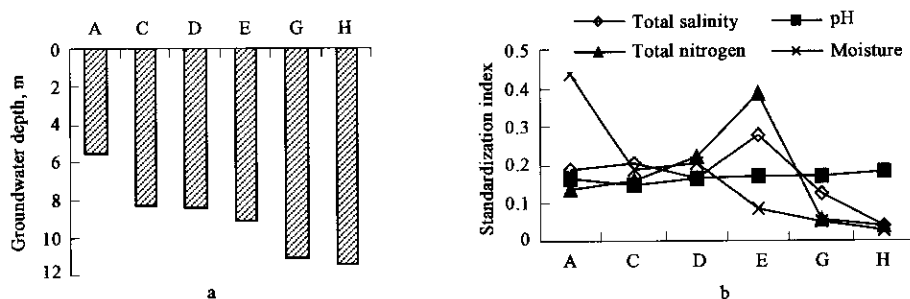 A C D E G H
0
2
4
6
8
10
12
Groundwater depth, m
a
Total salinity
pH
Total nitrogen
Moisture
0.5
0.4
0.3
0.2
0.1
0
Standardization index
A C D E G H
b